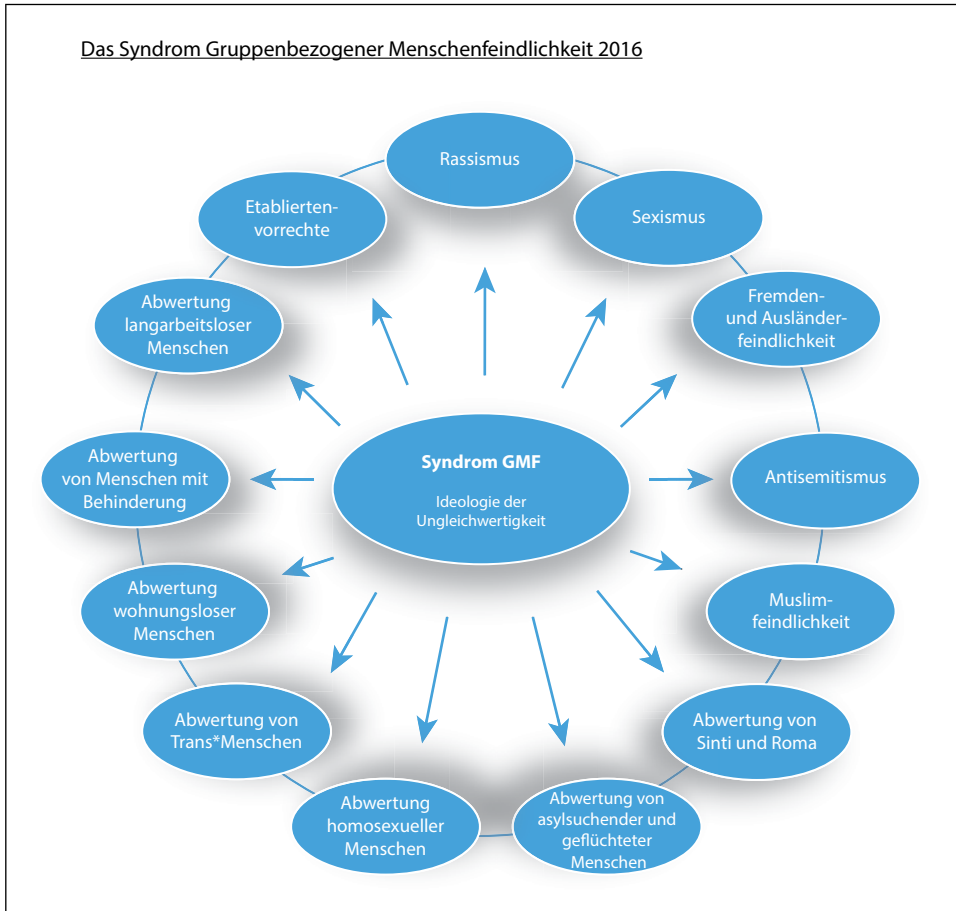 Das Syndrom Gruppenbezogener Menschenfeindlichkeit 2016
Rassismus
Sexismus
Fremden-
und Ausländer-
feindlichkeit
Antisemitismus
Muslim-
feindlichkeit
Abwertung von
Sinti und Roma
Abwertung von
asylsuchender und
geflüchteter
Menschen
Abwertung
homosexueller
Menschen
Abwertung von
Trans*Menschen
Abwertung
wohnungsloser
Menschen
Abwertung
von Menschen mit
Behinderung
Abwertung
langarbeitsloser
Menschen
Etablierten-
vorrechte
Syndrom GMF
Ideologie der
Ungleichwertigkeit